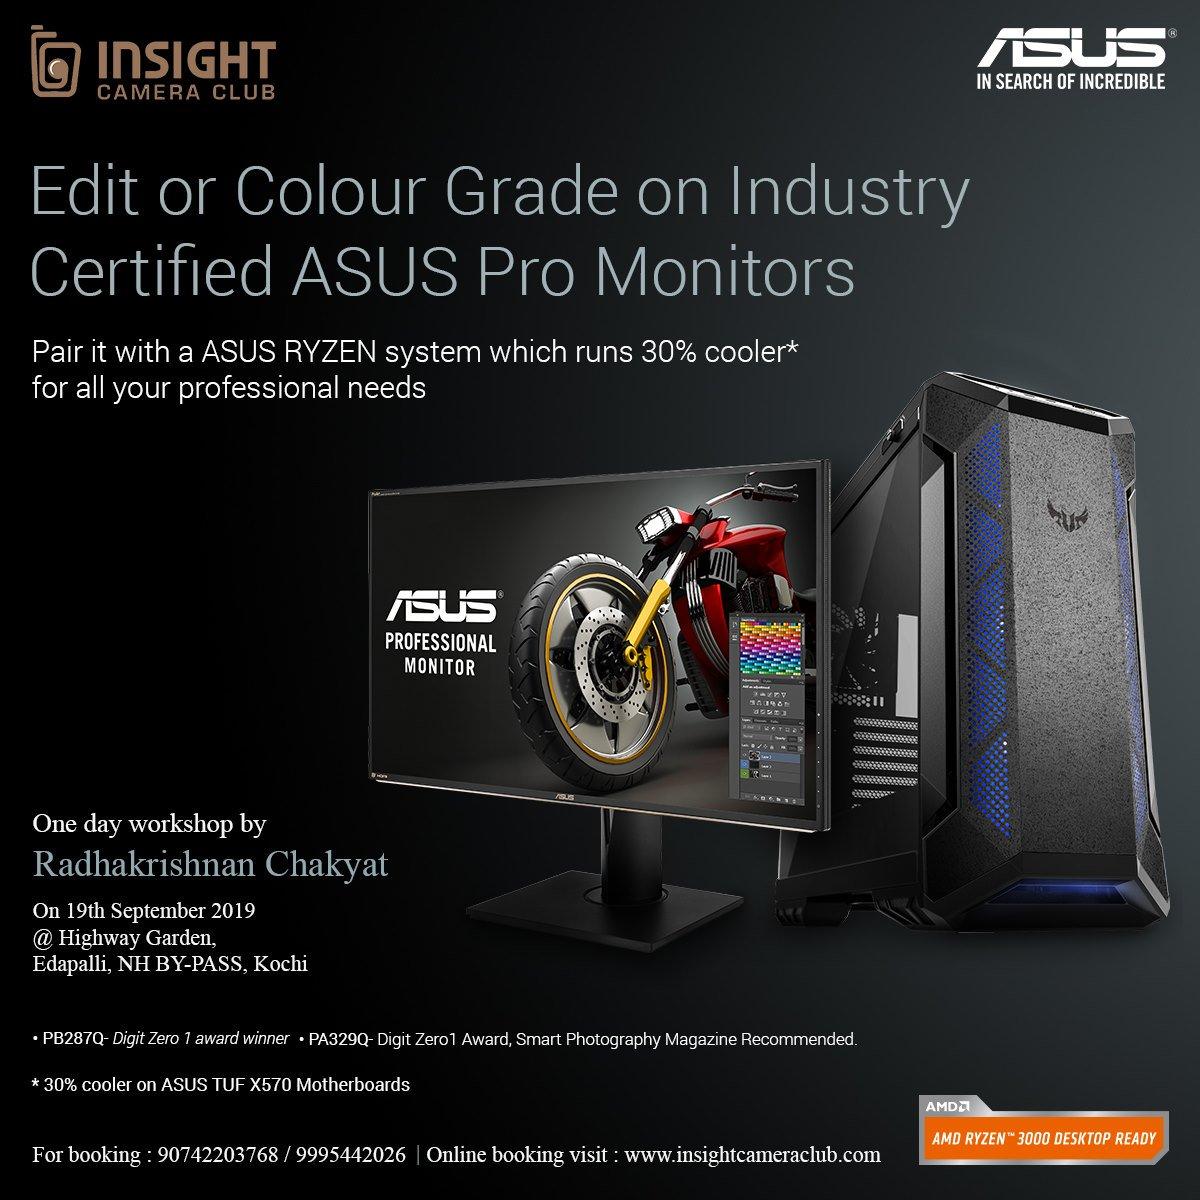 INSIGHT
CAMERA CLUB
ASUS®
IN SEARCH OF INCREDIBLE
Edit or Colour Grade on Industry
Certified ASUS Pro Monitors
Pair it with a ASUS RYZEN system which runs 30% cooler*
for all your professional needs
ASUS®
PROFESSIONAL
MONITOR
HDMI
ASUS
One day workshop by
Radhakrishnan Chakyat
On 19th September 2019
@ Highway Garden,
Edapalli, NH BY-PASS, Kochi
• PB287Q- Digit Zero 1 award winner • PA329Q- Digit Zero1 Award, Smart Photography Magazine Recommended.
* 30% cooler on ASUS TUF X570 Motherboards
AMD
AMD RYZEN™ 3000 DESKTOP READY
For booking : 90742203768 / 9995442026 | Online booking visit : www.insightcameraclub.com